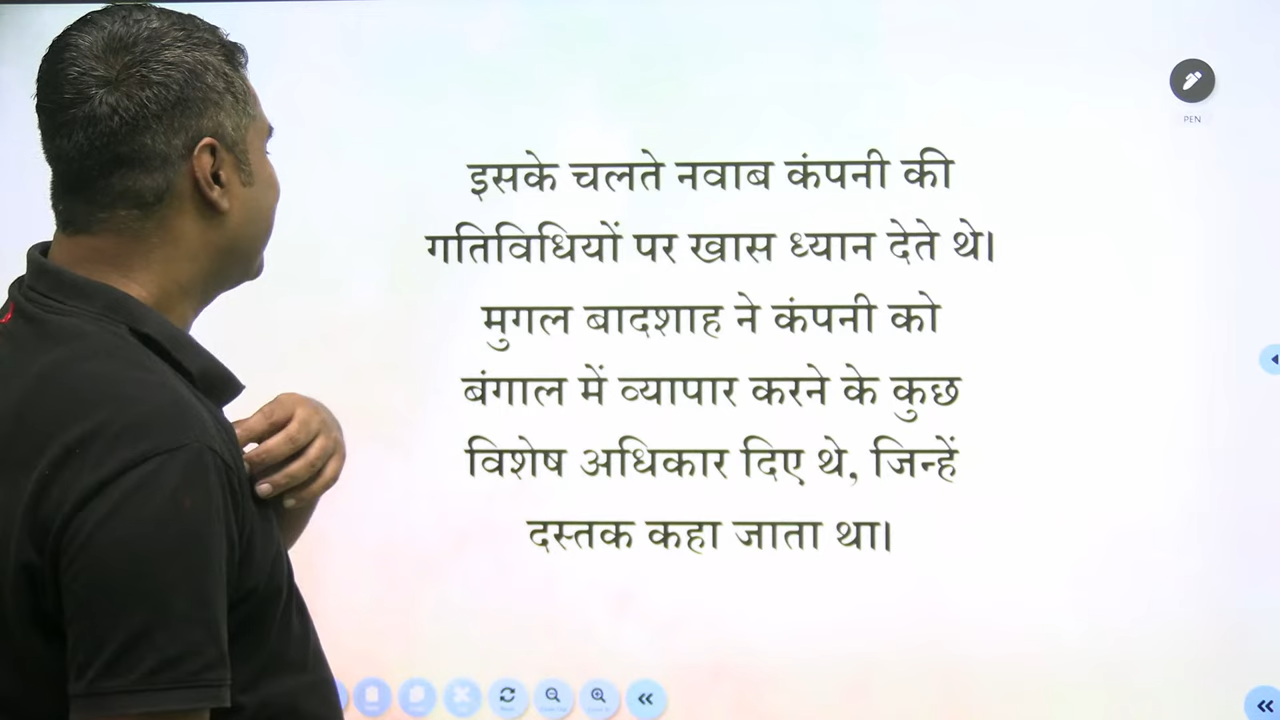 इसके चलते नवाब कंपनी की
गतिविधियों पर खास ध्यान देते थे।
मुगल बादशाह ने कंपनी को
बंगाल में व्यापार करने के कुछ
विशेष अधिकार दिए थे, जिन्हें
दस्तक कहा जाता था।
PEN